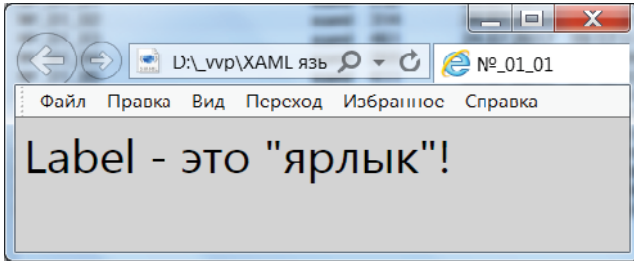 D:\_vvp\XAML язь
№_01_01
Файл Правка Вид Переход Избранное Справка
Label - это "ярлык"!